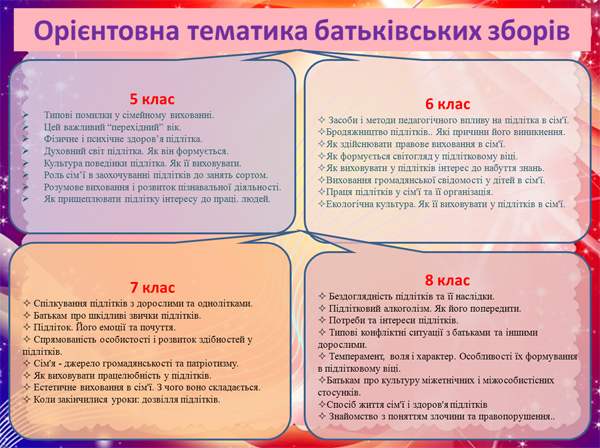 Орієнтовна тематика батьківських зборів
5 клас
Типові помилки у сімейному вихованні.
Цей важливий “перехідний” вік.
Фізичне і психічне здоров’я підлітка.
Духовний світ підлітка. Як він формується.
Культура поведінки підлітка. Як її виховувати.
Роль сім’ї в заохочуванні підлітків до занять сортом.
Розумове виховання і розвиток пізнавальної діяльності.
Як прищеплювати підлітку інтересу до праці. людей.
6 клас
Засоби і методи педагогічного впливу на підлітка в сім'ї.
Бродяжництво підлітків.. Які причини його виникнення.
Як здійснювати правове виховання в сім'ї.
Як формується світогляд у підлітковому віці.
Як виховувати у підлітків інтерес до набуття знань.
Виховання громадянської свідомості у дітей в сім'ї.
Праця підлітків у сім'ї та її організація.
Екологічна культура. Як її виховувати у підлітків в сім'ї.
7 клас
Спілкування підлітків з дорослими та однолітками.
Батькам про шкідливі звички підлітків.
Підліток. Його емоції та почуття.
Спрямованість особистості і розвиток здібностей у
підлітків.
Сім'я - джерело громадянськості та патріотизму.
Як виховувати працелюбність у підлітків.
Естетичне виховання в сім'ї. З чого воно складається.
Коли закінчилися уроки: дозвілля підлітків.
8 клас
Бездоглядність підлітків та її наслідки.
Підлітковий алкоголізм. Як його попередити.
Потреби та інтереси підлітків.
Типові конфліктні ситуації з батьками та іншими
дорослими.
Темперамент, воля і характер. Особливості їх формування
в підлітковому віці.
Батькам про культуру міжетнічних і міжособистісних
стосунків.
Спосіб життя сім'ї і здоров'я підлітків
Знайомство з поняттям злочини та правопорушення..